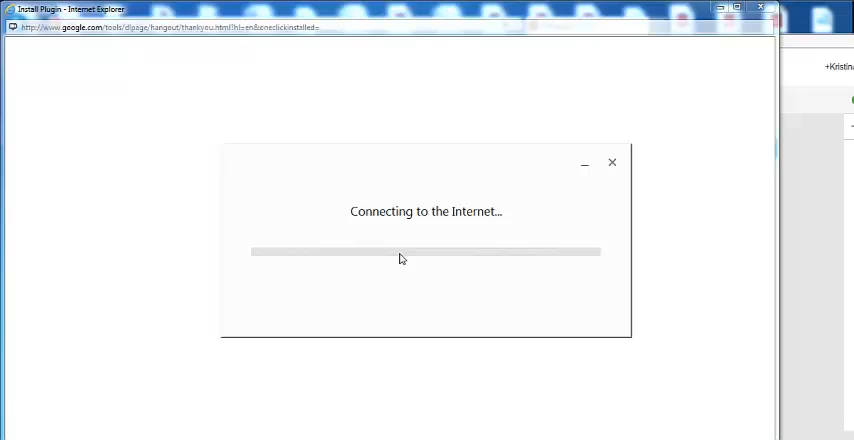 Install Plugin - Internet Explorer
http://www.google.com/tools/dlpage/hangout/thankyou.html?hl=en&oneclickinstalled=
+Kristina
Connecting to the Internet...